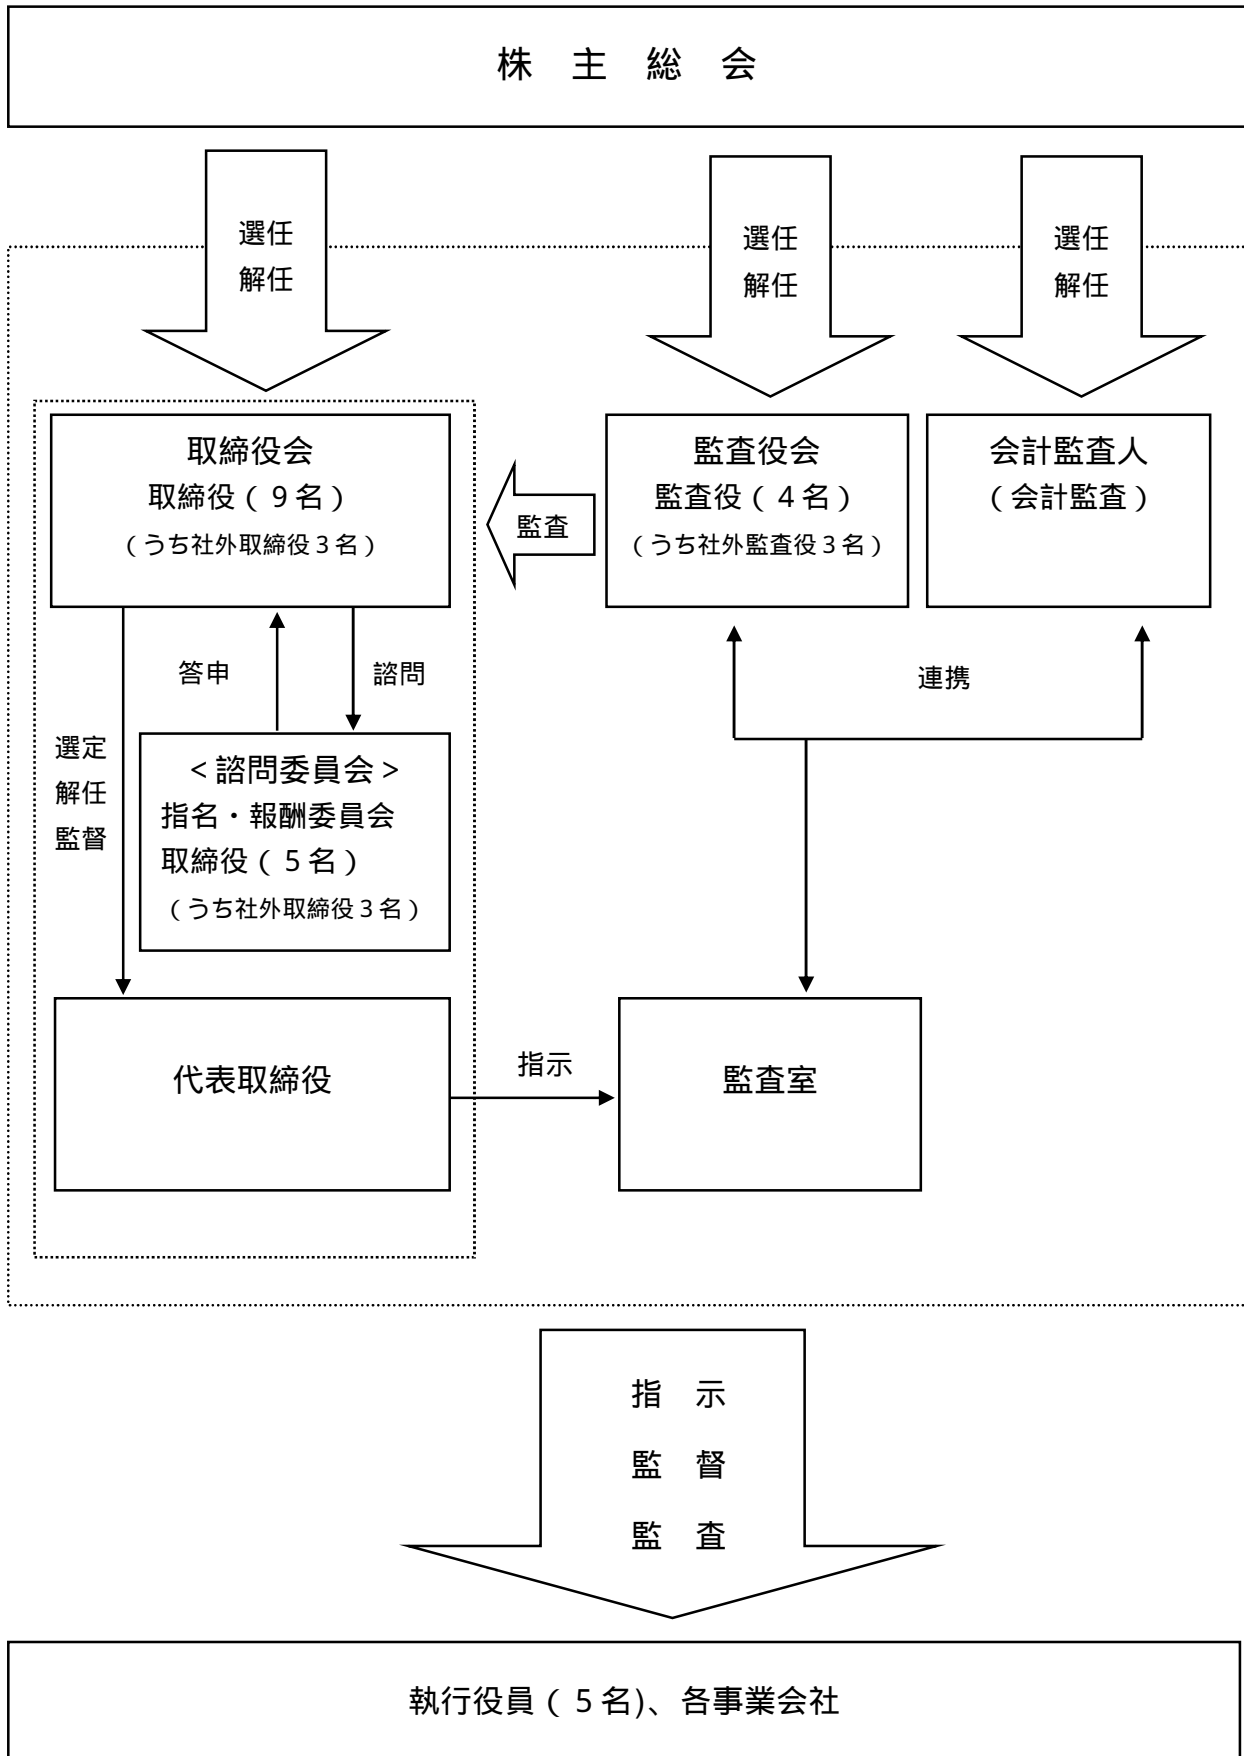 株 主 総 会
選任
解任
選任
解任
選任
解任
取締役会
取締役(9名)
(うち社外取締役3名)
監査
監査役会
監査役(4名)
(うち社外監査役3名)
会計監査人
(会計監査)
答申
諮問
連携
選定
解任
監督
<諮問委員会>
指名・報酬委員会
取締役(5名)
(うち社外取締役3名)
代表取締役
指示
監査室
指 示
監 督
監 査
執行役員(5名)、各事業会社